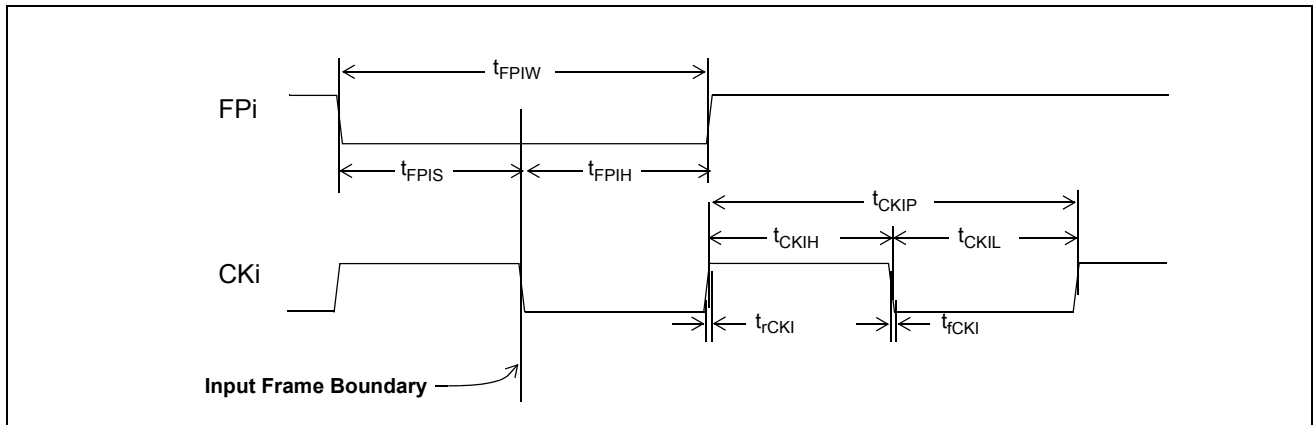 tFPIW
FPi
tFPIS
tFPIH
tCKIP
tCKIH
tCKIL
CKi
trCKI
tfCKI
Input Frame Boundary